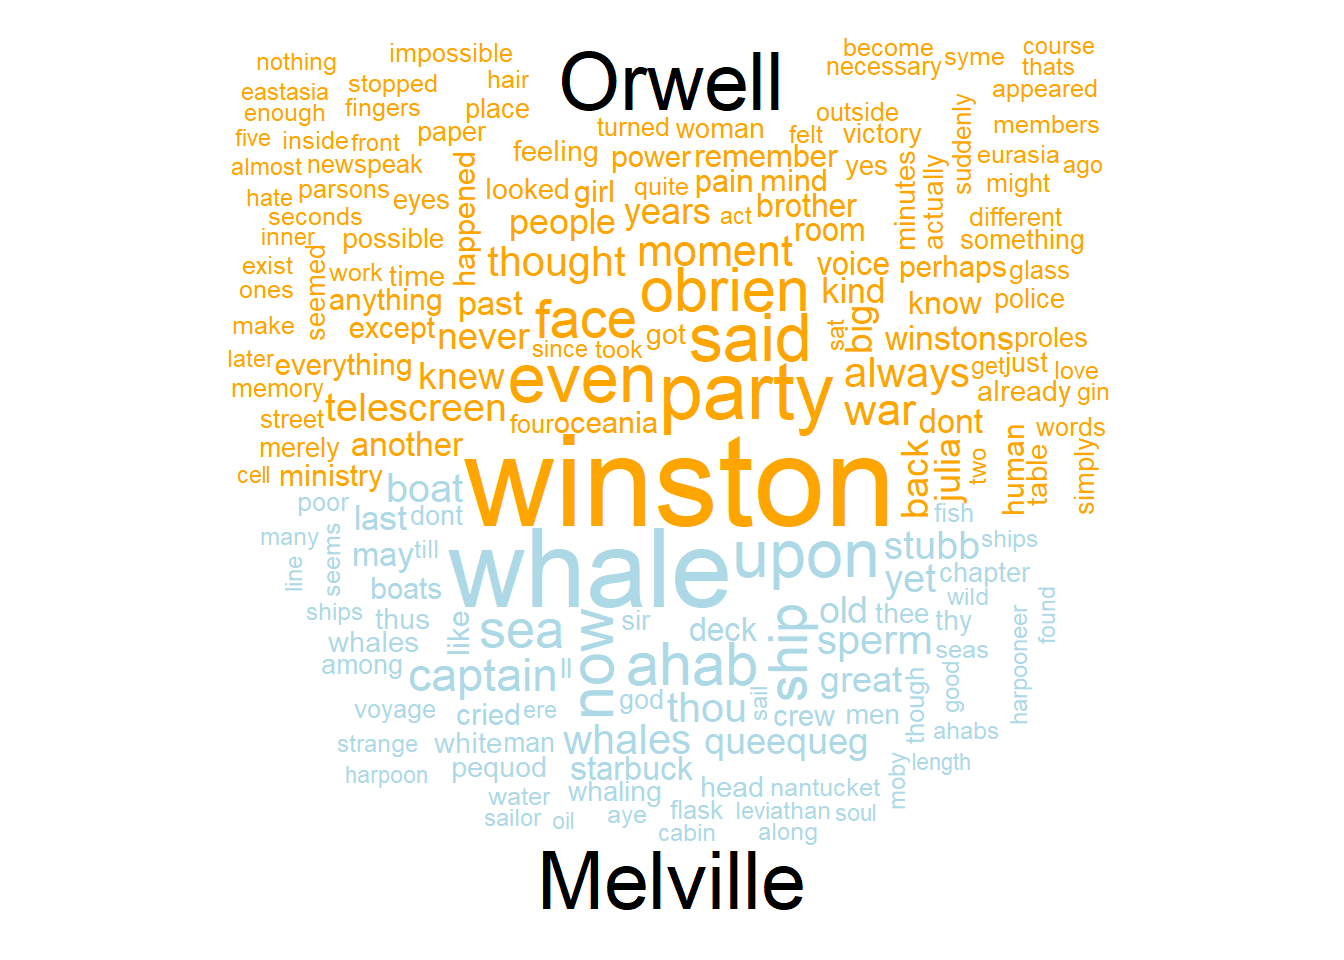 Orwell
nothing impossible become syme course
eastasia stopped hair necessary thats
enough fingers place outside appeared
five inside front paper turned woman felt victory suddenly members
almost newspeak happened feeling power remember yes minutes actually eurasia ago
hate parsons eyes looked girl quite pain mind might
seconds people years act brother different
inner possible room something
exist seemed work time thought moment voice perhaps glass
ones anything past obrien kind know police
make except never face got said sat big winstons proles
later everything since took get just love
memory knew even party always already gin
street telescreen four oceania war dont words
merely another back julia two human table simply
cell ministry winston
poor boat fish
many last dont
line seems may till whale upon stubb ships
boats yet chapter
ships thus like sir old thee wild found
whales sea now deck ship sperm thy
among captain ll ahab great seas harpooneer
voyage cried ere god thou sail crew men though good
strange white man whales queequeg ahabs
harpoon pequod starbuck moby length
water whaling head nantucket
sailor oil aye flask leviathan soul
cabin along
Melville